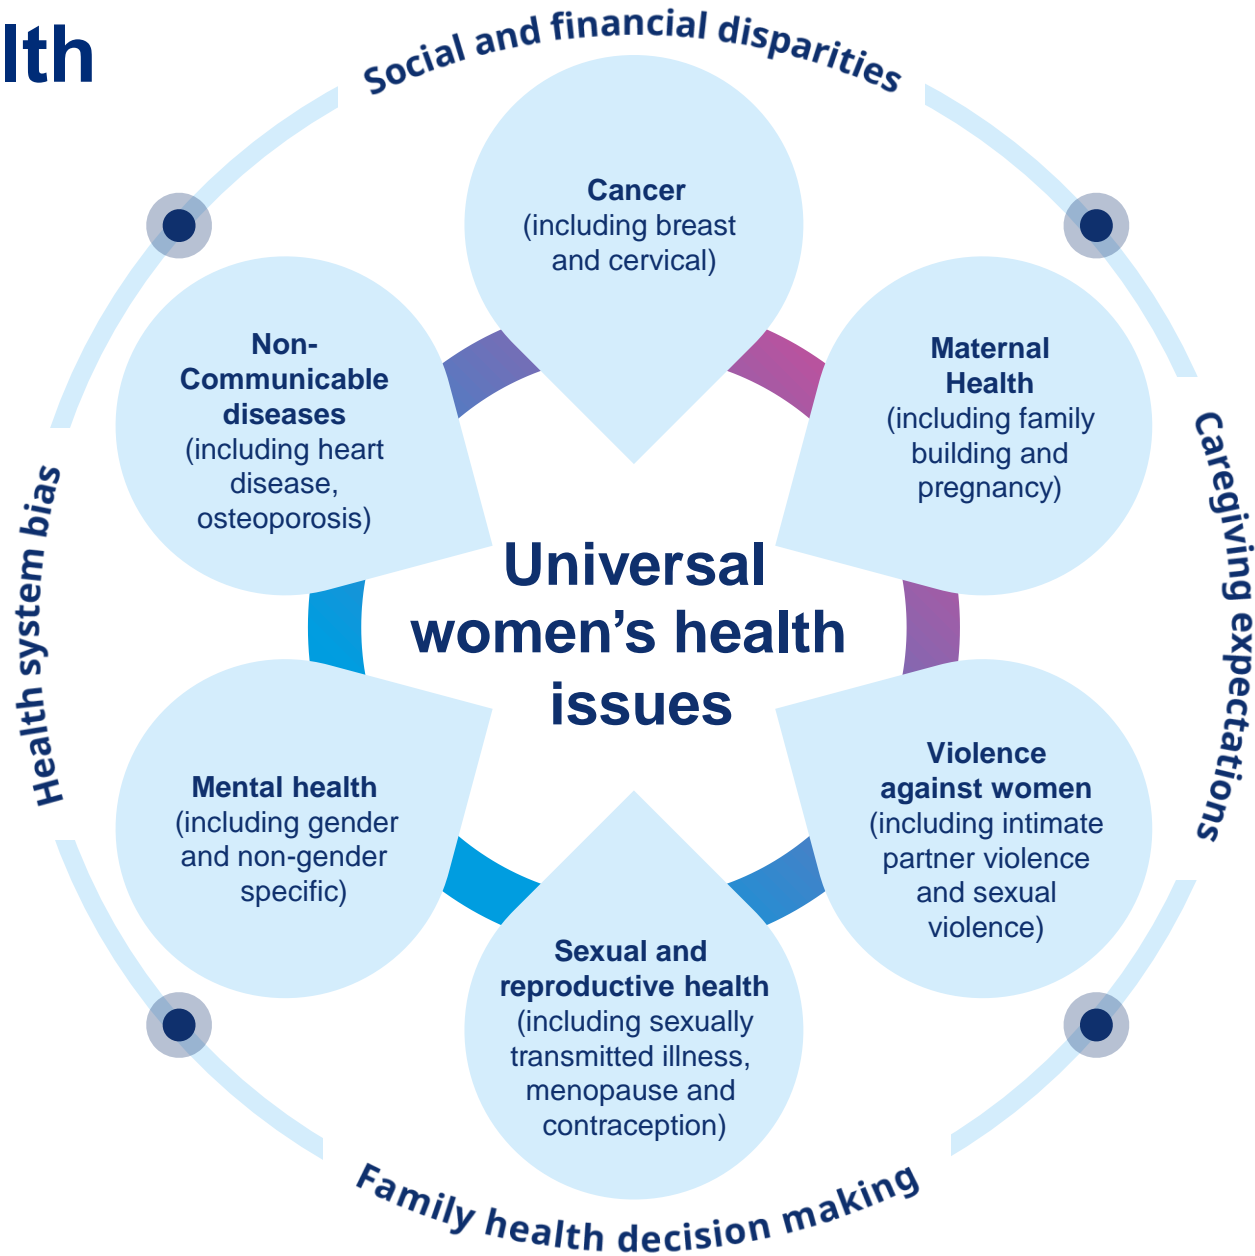 lth
Social and financial disparities
Cancer
(including breast
and cervical)
Maternal
Health
(including family
building and
pregnancy)
Caregiving expectations
Violence
against women
(including intimate
partner violence
and sexual
violence)
Sexual and
reproductive health
(including sexually
transmitted illness,
menopause and
contraception)
Family health decision making
Mental health
(including gender
and non-gender
specific)
Health system bias
Non-
Communicable
diseases
(including heart
disease,
osteoporosis)
Universal
women’s health
issues